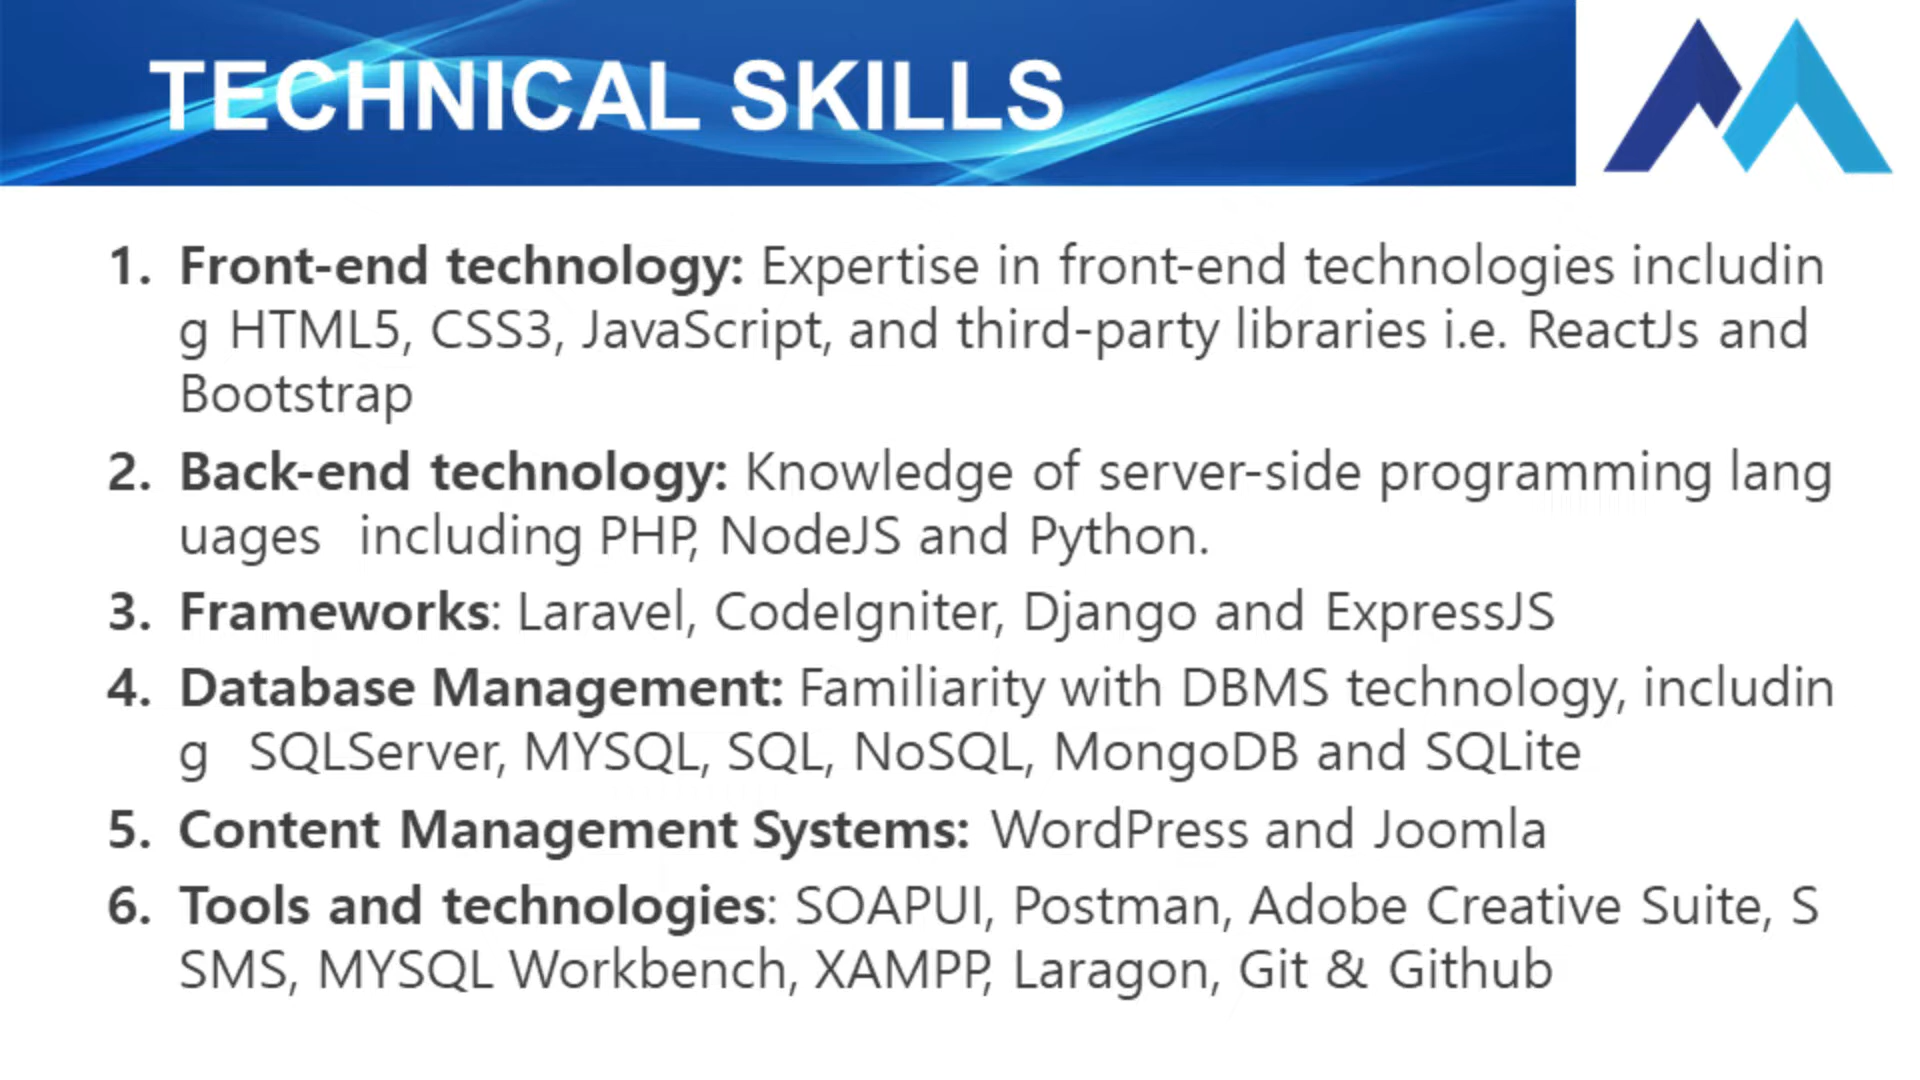 TECHNICAL SKILLS
1. Front-end technology: Expertise in front-end technologies includin
g HTML5, CSS3, JavaScript, and third-party libraries i.e. ReactJs and
Bootstrap
2. Back-end technology: Knowledge of server-side programming lang
uages including PHP, NodeJS and Python.
3. Frameworks: Laravel, CodeIgniter, Django and ExpressJS
4. Database Management: Familiarity with DBMS technology, includin
g SQLServer, MYSQL, SQL, NoSQL, MongoDB and SQLite
5. Content Management Systems: WordPress and Joomla
6. Tools and technologies: SOAPUI, Postman, Adobe Creative Suite, S
SMS, MYSQL Workbench, XAMPP, Laragon, Git & Github